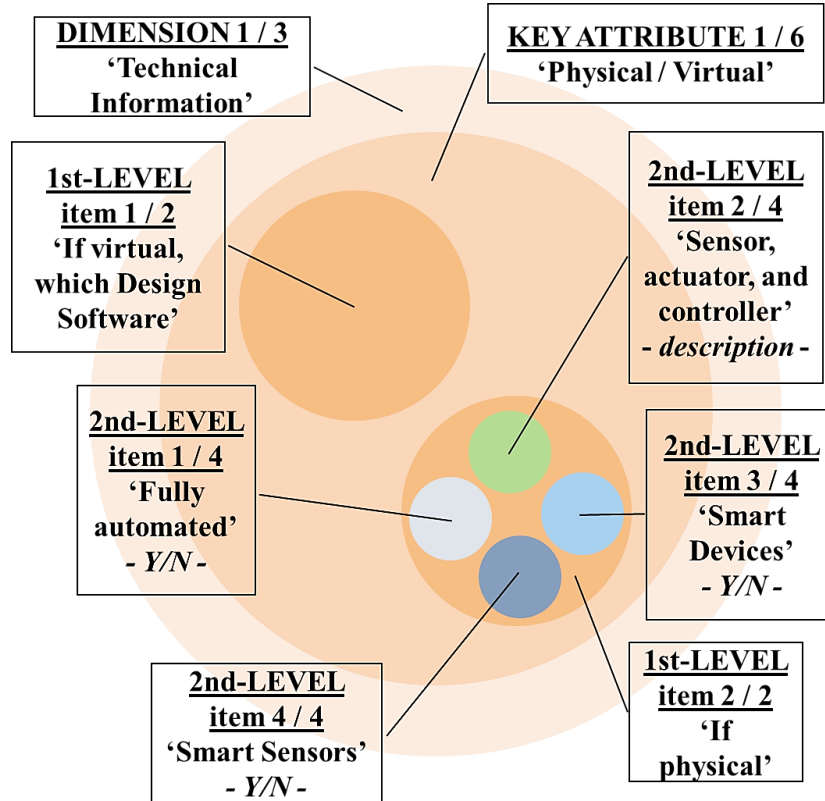 DIMENSION 1 / 3
‘Technical
Information’
KEY ATTRIBUTE 1 / 6
‘Physical / Virtual’
1st-LEVEL
item 1 / 2
‘If virtual,
which Design
Software’
2nd-LEVEL
item 2 / 4
‘Sensor,
actuator, and
controller’
- description -
2nd-LEVEL
item 1 / 4
‘Fully
automated’
- Y/N -
2nd-LEVEL
item 3 / 4
‘Smart
Devices’
- Y/N -
2nd-LEVEL
item 4 / 4
‘Smart Sensors’
- Y/N -
1st-LEVEL
item 2 / 2
‘If
physical’